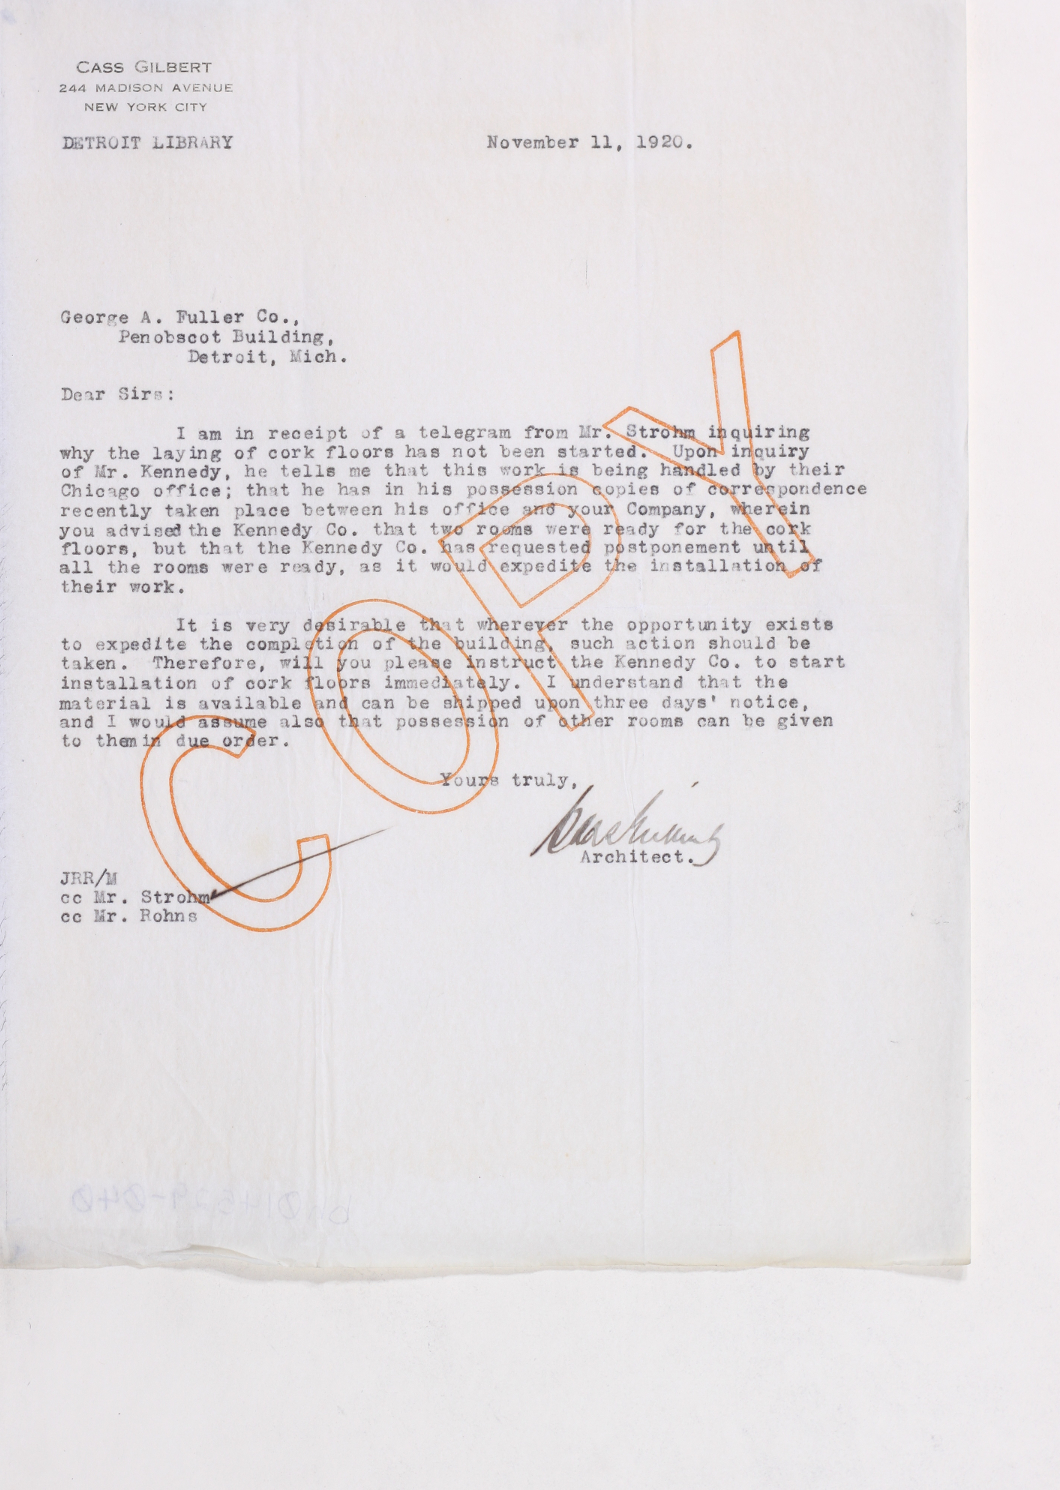 CASS GILBERT
244 MADISON AVENUE
NEW YORK CITY
DETROIT LIBRARY
November 11, 1920.
George A. Fuller Co.,
Penobscot Building,
Detroit, Mich.
Dear Sirs:
I am in receipt of a telegram from Mr. Strohm inquiring
why the laying of cork floors has not been started. Upon inquiry
of Mr. Kennedy, he tells me that this work is being handled by their
Chicago office; that he has in his possession copies of correspondence
recently taken place between his office and your Company, wherein
you advised the Kennedy Co. that two rooms were ready for the cork
floors, but that the Kennedy Co. has requested postponement until
all the rooms were ready, as it would expedite the installation of
their work.
It is very desirable that wherever the opportunity exists
to expedite the completion of the building, such action should be
taken. Therefore, will you please instruct the Kennedy Co. to start
installation of cork floors immediately. I understand that the
material is available and can be shipped upon three days' notice,
and I would assume also that possession of other rooms can be given
to them in due order.
Yours truly,
Cass Gilbert
Architect.
JRR/M
cc Mr. Strohm
cc Mr. Rohns
COPY